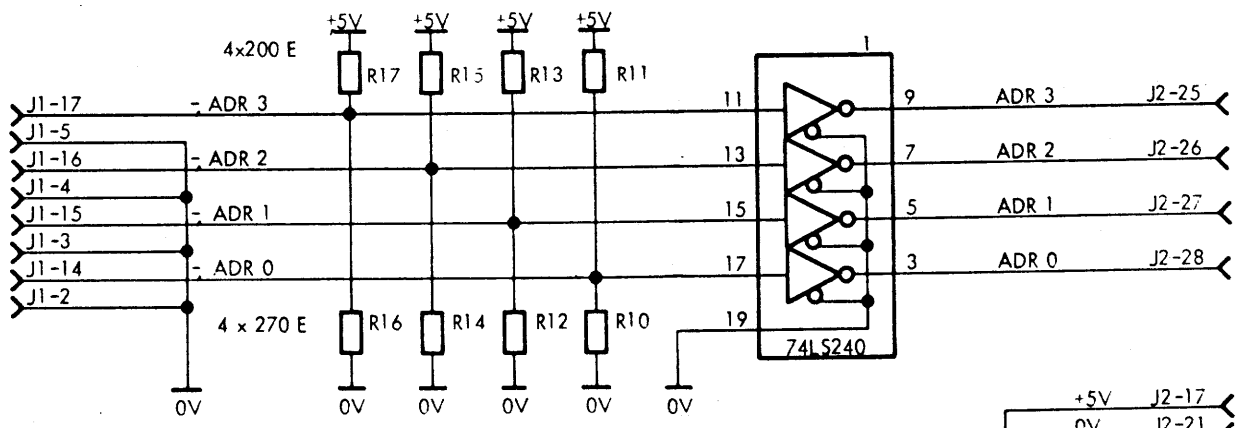 +5V +5V +5V +5V
4x200 E
R17 R15 R13 R11
1
J1-17 -, ADR 3 11 9 ADR 3 J2-25
J1-5
J1-16 -, ADR 2 13 7 ADR 2 J2-26
J1-4
J1-15 -, ADR 1 15 5 ADR 1 J2-27
J1-3
J1-14 -, ADR 0 17 3 ADR 0 J2-28
J1-2
4 x 270 E R16 R14 R12 R10 19
74LS240
0V 0V 0V 0V 0V 0V
+5V J2-17
0V J2-21